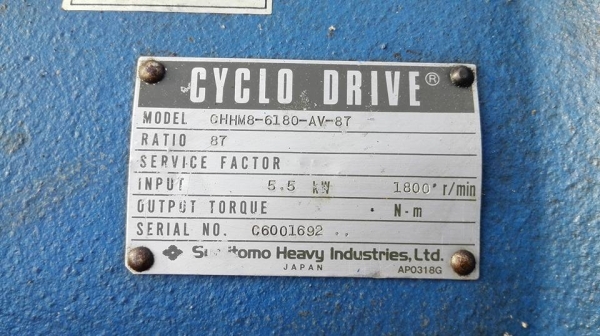 CYCLO DRIVE®
MODEL CHHM8-6180-AV-87
RATIO 87
SERVICE FACTOR
INPUT 5.5 kW 1800 r/min
OUTPUT TORQUE N-m
SERIAL NO. C6001692
Heavy Industries, Ltd.
JAPAN AP0318G